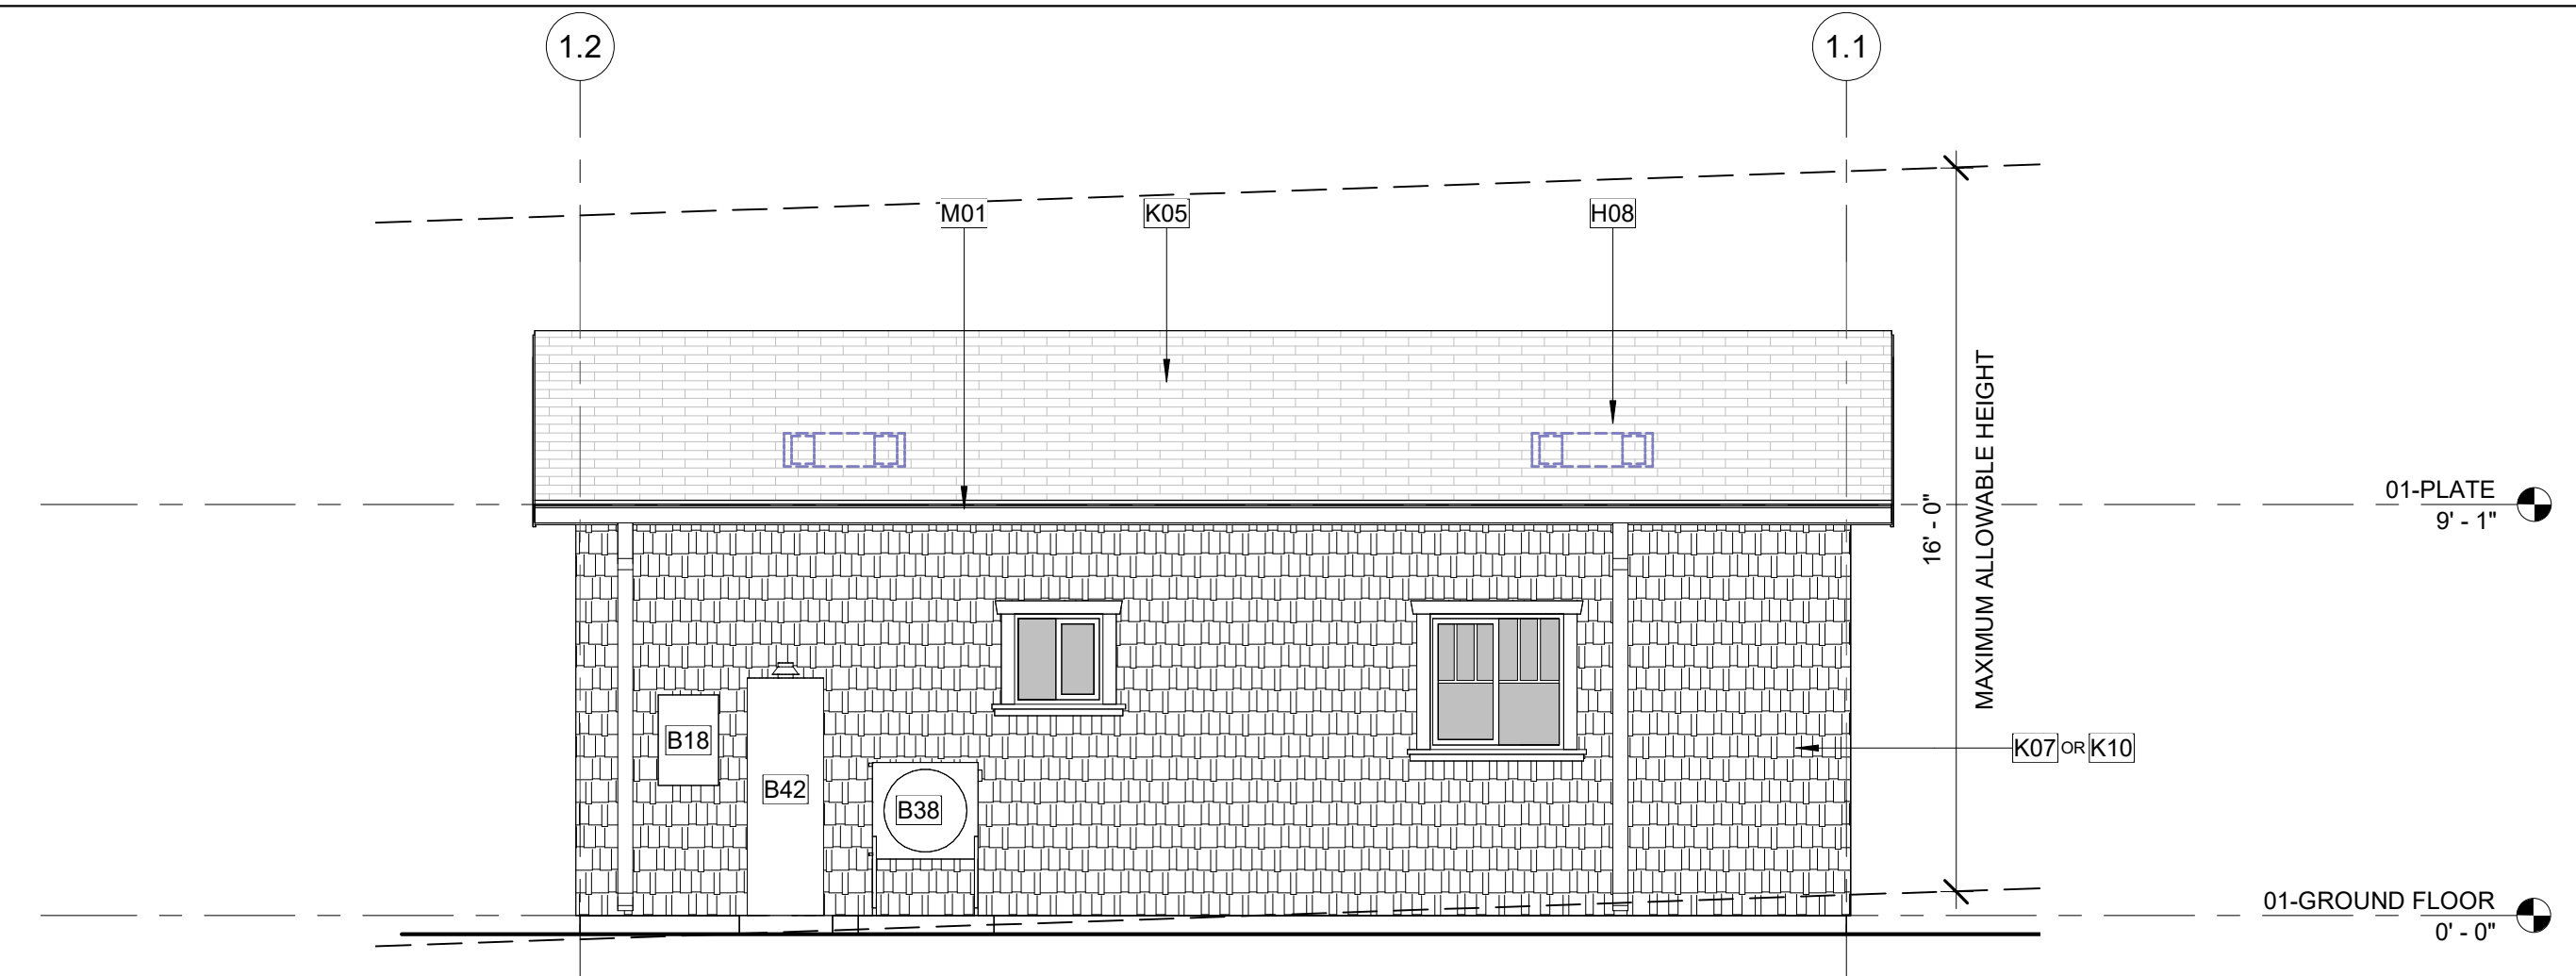 1.2
1.1
M01
K05
H08
16' - 0"
MAXIMUM ALLOWABLE HEIGHT
01-PLATE
9' - 1"
B18
B42
B38
K07 OR K10
01-GROUND FLOOR
0' - 0"